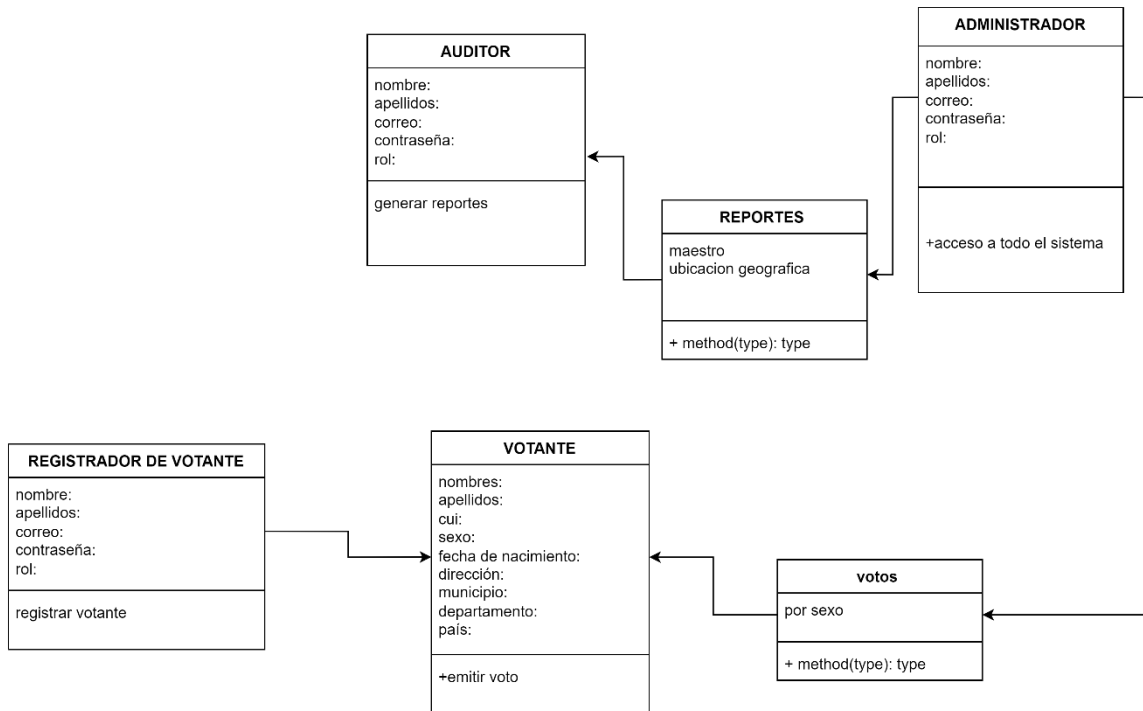 AUDITOR
nombre:
apellidos:
correo:
contraseña:
rol:
generar reportes
ADMINISTRADOR
nombre:
apellidos:
correo:
contraseña:
rol:
+acceso a todo el sistema
REPORTES
maestro
ubicacion geografica
+ method(type): type
REGISTRADOR DE VOTANTE
nombre:
apellidos:
correo:
contraseña:
rol:
registrar votante
VOTANTE
nombres:
apellidos:
cui:
sexo:
fecha de nacimiento:
dirección:
municipio:
departamento:
país:
+emitir voto
votos
por sexo
+ method(type): type